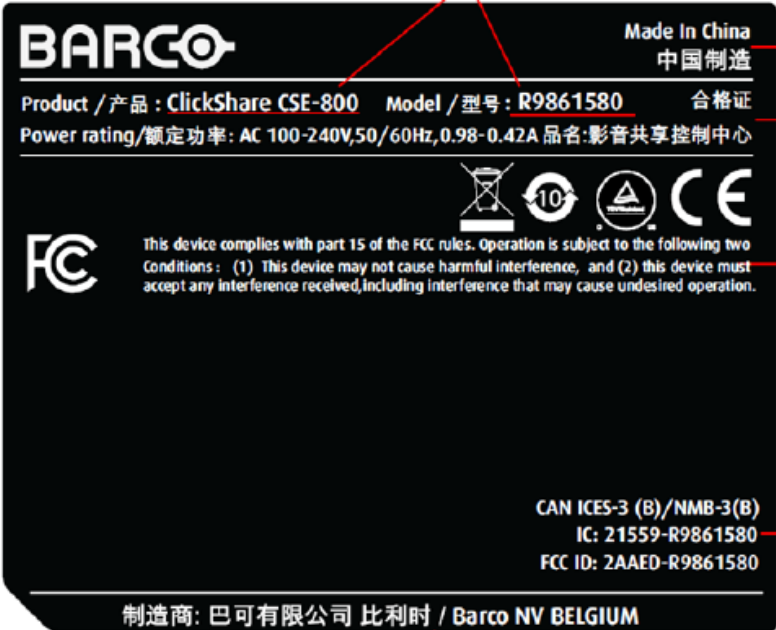 BARCO
Made In China
中国制造
Product / 产品 : ClickShare CSE-800 Model / 型号 : R9861580 合格证
Power rating/额定功率: AC 100-240V,50/60Hz,0.98-0.42A 品名:影音共享控制中心
10
CE
FC
This device complies with part 15 of the FCC rules. Operation is subject to the following two
Conditions : (1) This device may not cause harmful interference, and (2) this device must
accept any interference received,including interference that may cause undesired operation.
CAN ICES-3 (B)/NMB-3(B)
IC: 21559-R9861580
FCC ID: 2AAED-R9861580
制造商: 巴可有限公司 比利时 / Barco NV BELGIUM